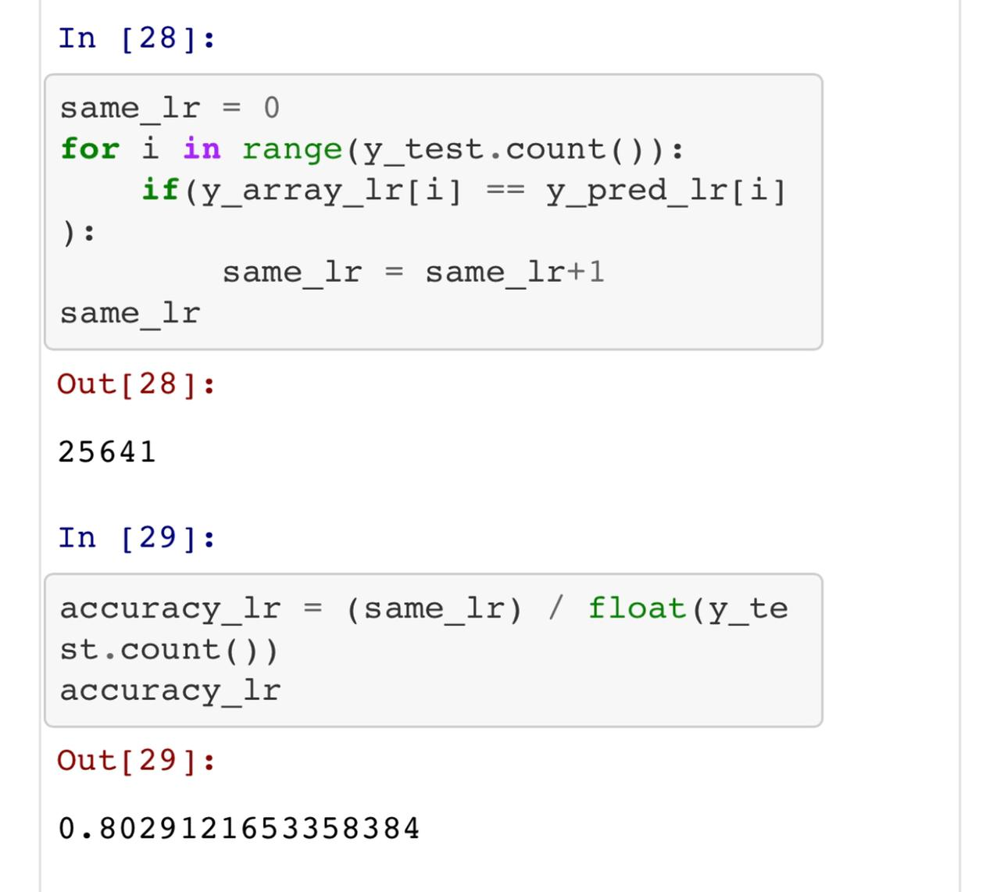 In [28]:
same_lr = 0
for i in range(y_test.count()):
    if(y_array_lr[i] == y_pred_lr[i]
):
        same_lr = same_lr+1
same_lr
Out[28]:
25641
In [29]:
accuracy_lr = (same_lr) / float(y_te
st.count())
accuracy_lr
Out[29]:
0.8029121653358384